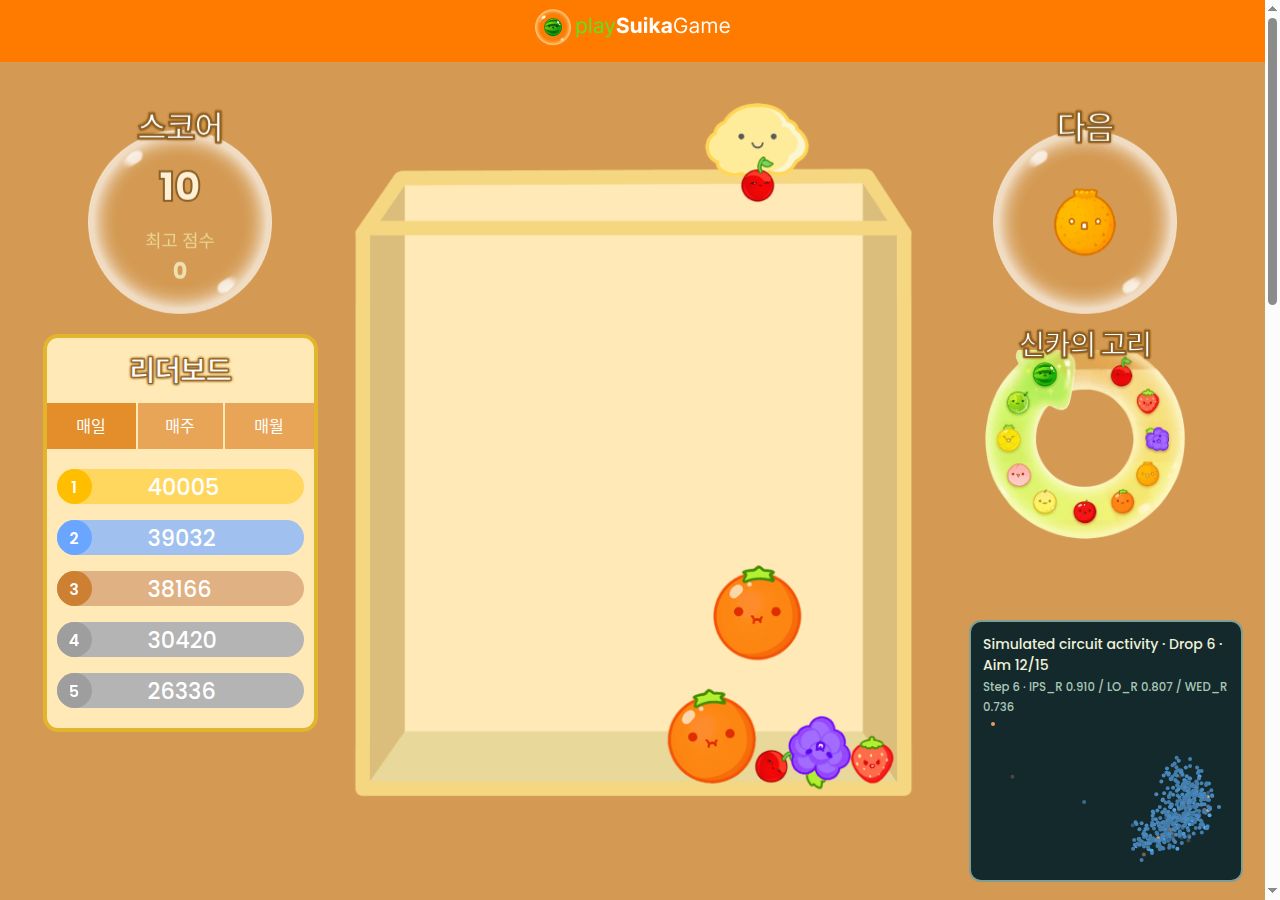 playSuikaGame
스코어
10
최고 점수
0
다음
신카의 고리
리더보드
매일 매주 매월
1 40005
2 39032
3 38166
4 30420
5 26336
Simulated circuit activity · Drop 6 ·
Aim 12/15
Step 6 · IPS_R 0.910 / LO_R 0.807 / WED_R
0.736